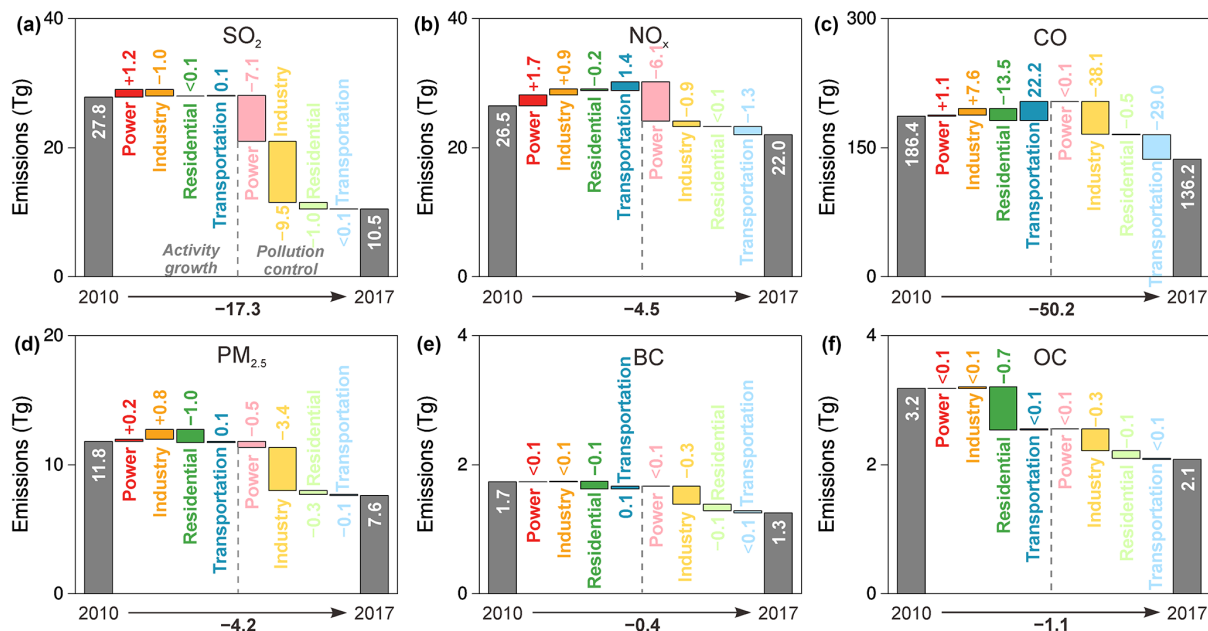 (a)
SO2
Emissions (Tg)
40
20
0
27.8
Power +1.2
Industry −1.0
Residential <0.1
Transportation 0.1
Power −7.1
−9.5 Industry
−1.0 Residential
<0.1 Transportation
10.5
Activity growth
Pollution control
2010
2017
−17.3
(b)
NOx
Emissions (Tg)
40
20
0
26.5
Power +1.7
Industry +0.9
Residential −0.2
Transportation 1.4
Power −6.1
Industry −0.9
Residential <0.1
Transportation −1.3
22.0
2010
2017
−4.5
(c)
CO
Emissions (Tg)
300
150
0
186.4
Power +1.1
Industry +7.6
Residential −13.5
Transportation 22.2
Power <0.1
Industry −38.1
Residential −0.5
Transportation −29.0
136.2
2010
2017
−50.2
(d)
PM2.5
Emissions (Tg)
20
10
0
11.8
Power +0.2
Industry +0.8
Residential −1.0
Transportation 0.1
Power −0.5
Industry −3.4
−0.3 Residential
−0.1 Transportation
7.6
2010
2017
−4.2
(e)
BC
Emissions (Tg)
4
2
0
1.7
Power <0.1
Industry <0.1
Residential −0.1
0.1 Transportation
Power <0.1
Industry −0.3
−0.1 Residential
<0.1 Transportation
1.3
2010
2017
−0.4
(f)
OC
Emissions (Tg)
4
2
0
3.2
Power <0.1
Industry <0.1
Residential −0.7
Transportation <0.1
Power <0.1
Industry −0.3
Residential −0.1
Transportation <0.1
2.1
2010
2017
−1.1